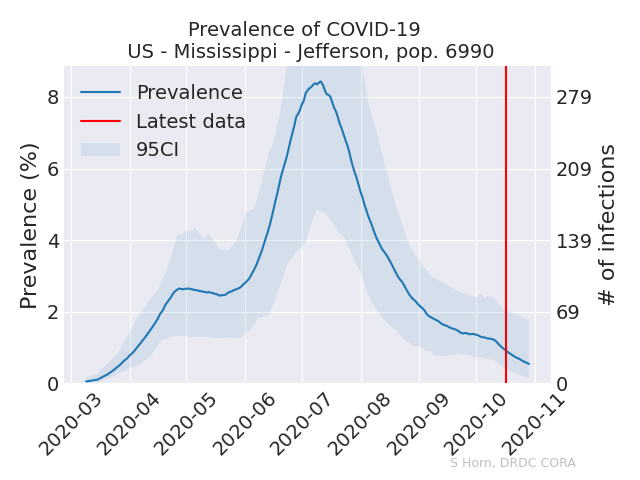 Prevalence of COVID-19
US - Mississippi - Jefferson, pop. 6990
Prevalence
Latest data
95CI
Prevalence (%)
8
6
4
2
0
279
209
139
69
0
# of infections
2020-03
2020-04
2020-05
2020-06
2020-07
2020-08
2020-09
2020-10
2020-11
S Horn, DRDC CORA